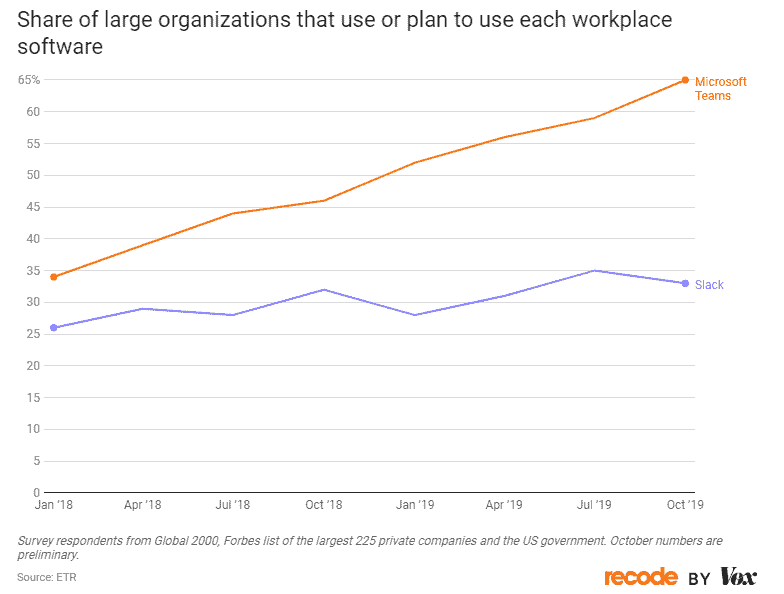 Share of large organizations that use or plan to use each workplace
software
65%
Microsoft
Teams
60
55
50
45
40
35
Slack
30
25
20
15
10
5
0
Jan '18 Apr '18 Jul '18 Oct '18 Jan '19 Apr '19 Jul '19 Oct '19
Survey respondents from Global 2000, Forbes list of the largest 225 private companies and the US government. October numbers are
preliminary.
Source: ETR
recode BY Vox